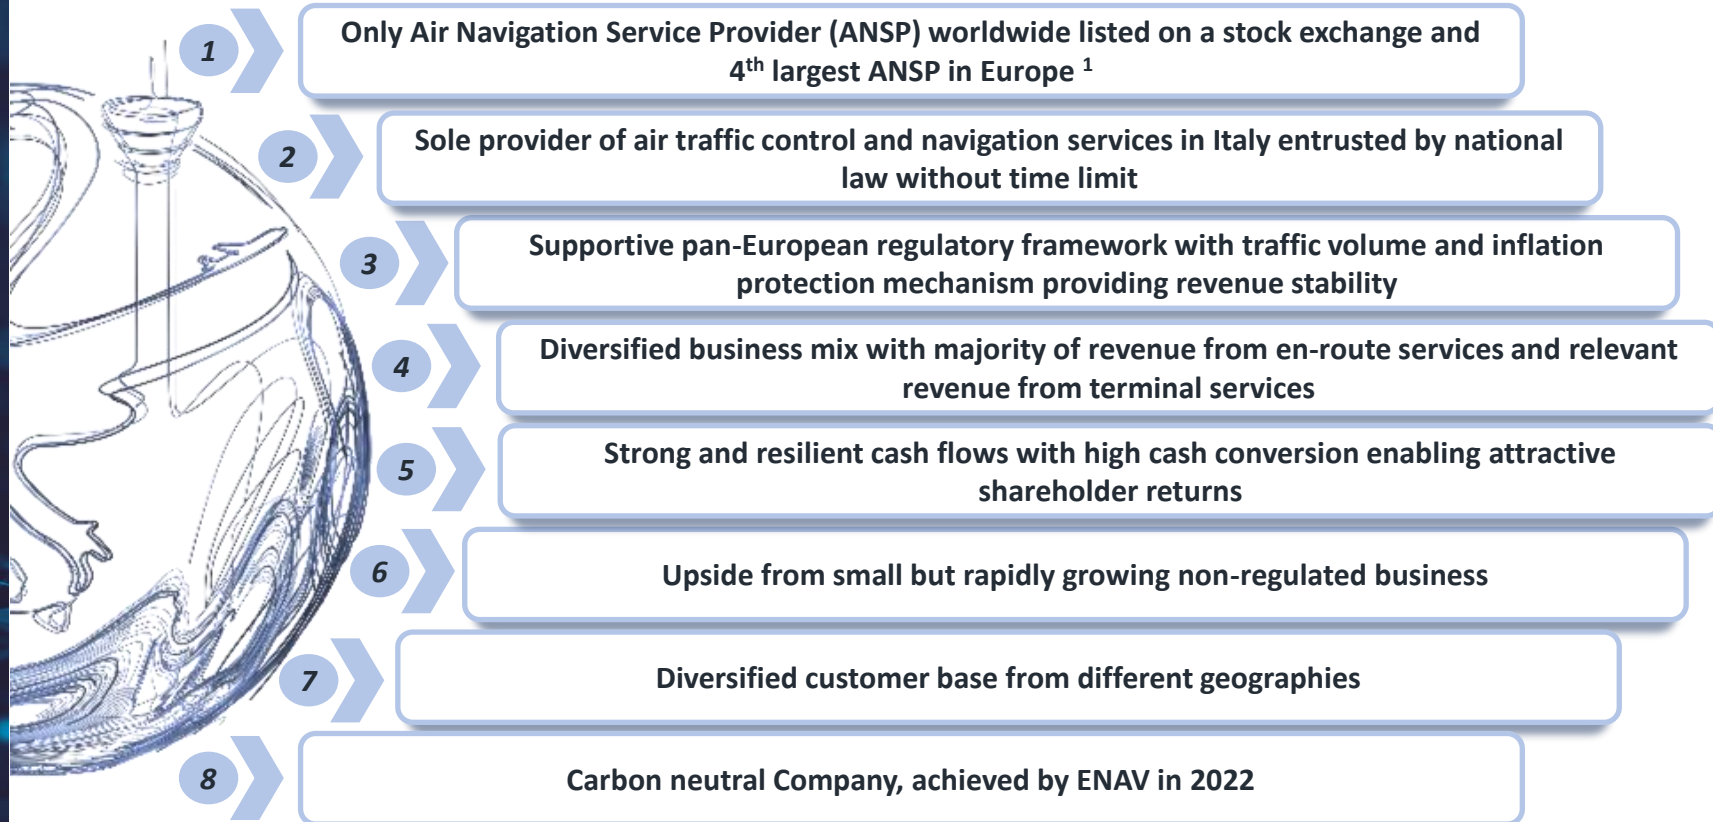 1
Only Air Navigation Service Provider (ANSP) worldwide listed on a stock exchange and
4th largest ANSP in Europe 1
2
Sole provider of air traffic control and navigation services in Italy entrusted by national
law without time limit
3
Supportive pan-European regulatory framework with traffic volume and inflation
protection mechanism providing revenue stability
4
Diversified business mix with majority of revenue from en-route services and relevant
revenue from terminal services
5
Strong and resilient cash flows with high cash conversion enabling attractive
shareholder returns
6
Upside from small but rapidly growing non-regulated business
7
Diversified customer base from different geographies
8
Carbon neutral Company, achieved by ENAV in 2022